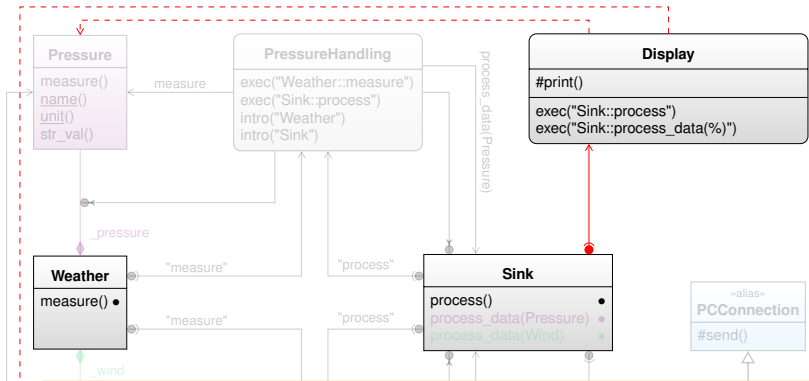 Pressure
measure()
name()
unit()
str_val()
measure
PressureHandling
exec("Weather::measure")
exec("Sink::process")
intro("Weather")
intro("Sink")
process_data(Pressure)
Display
#print()
exec("Sink::process")
exec("Sink::process_data(%)")
_pressure
Weather
measure()
"measure"
"measure"
"process"
"process"
Sink
process()
process_data(Pressure)
process_data(Wind)
«alias»
PCConnection
#send()
_wind